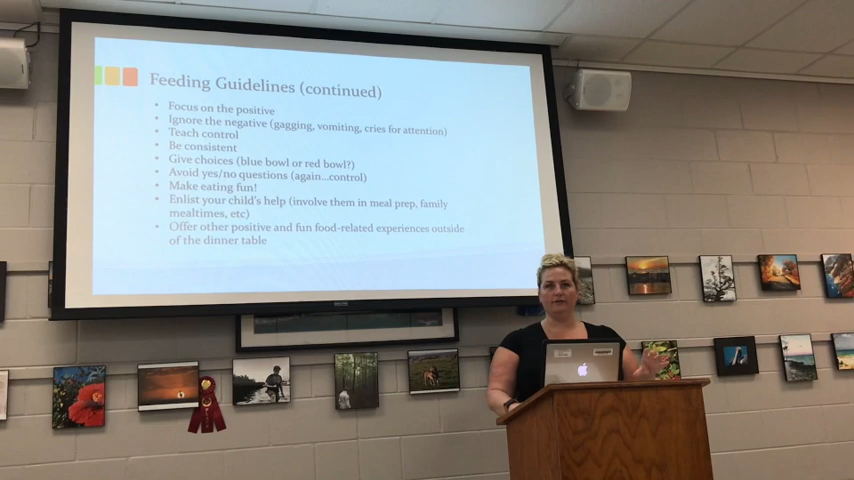 Feeding Guidelines (continued)
• Focus on the positive
• Ignore the negative (gagging, vomiting, cries for attention)
• Teach control
• Be consistent
• Give choices (blue bowl or red bowl?)
• Avoid yes/no questions (again...control)
• Make eating fun!
• Enlist your child's help (involve them in meal prep, family
mealtimes, etc)
• Offer other positive and fun food-related experiences outside
of the dinner table